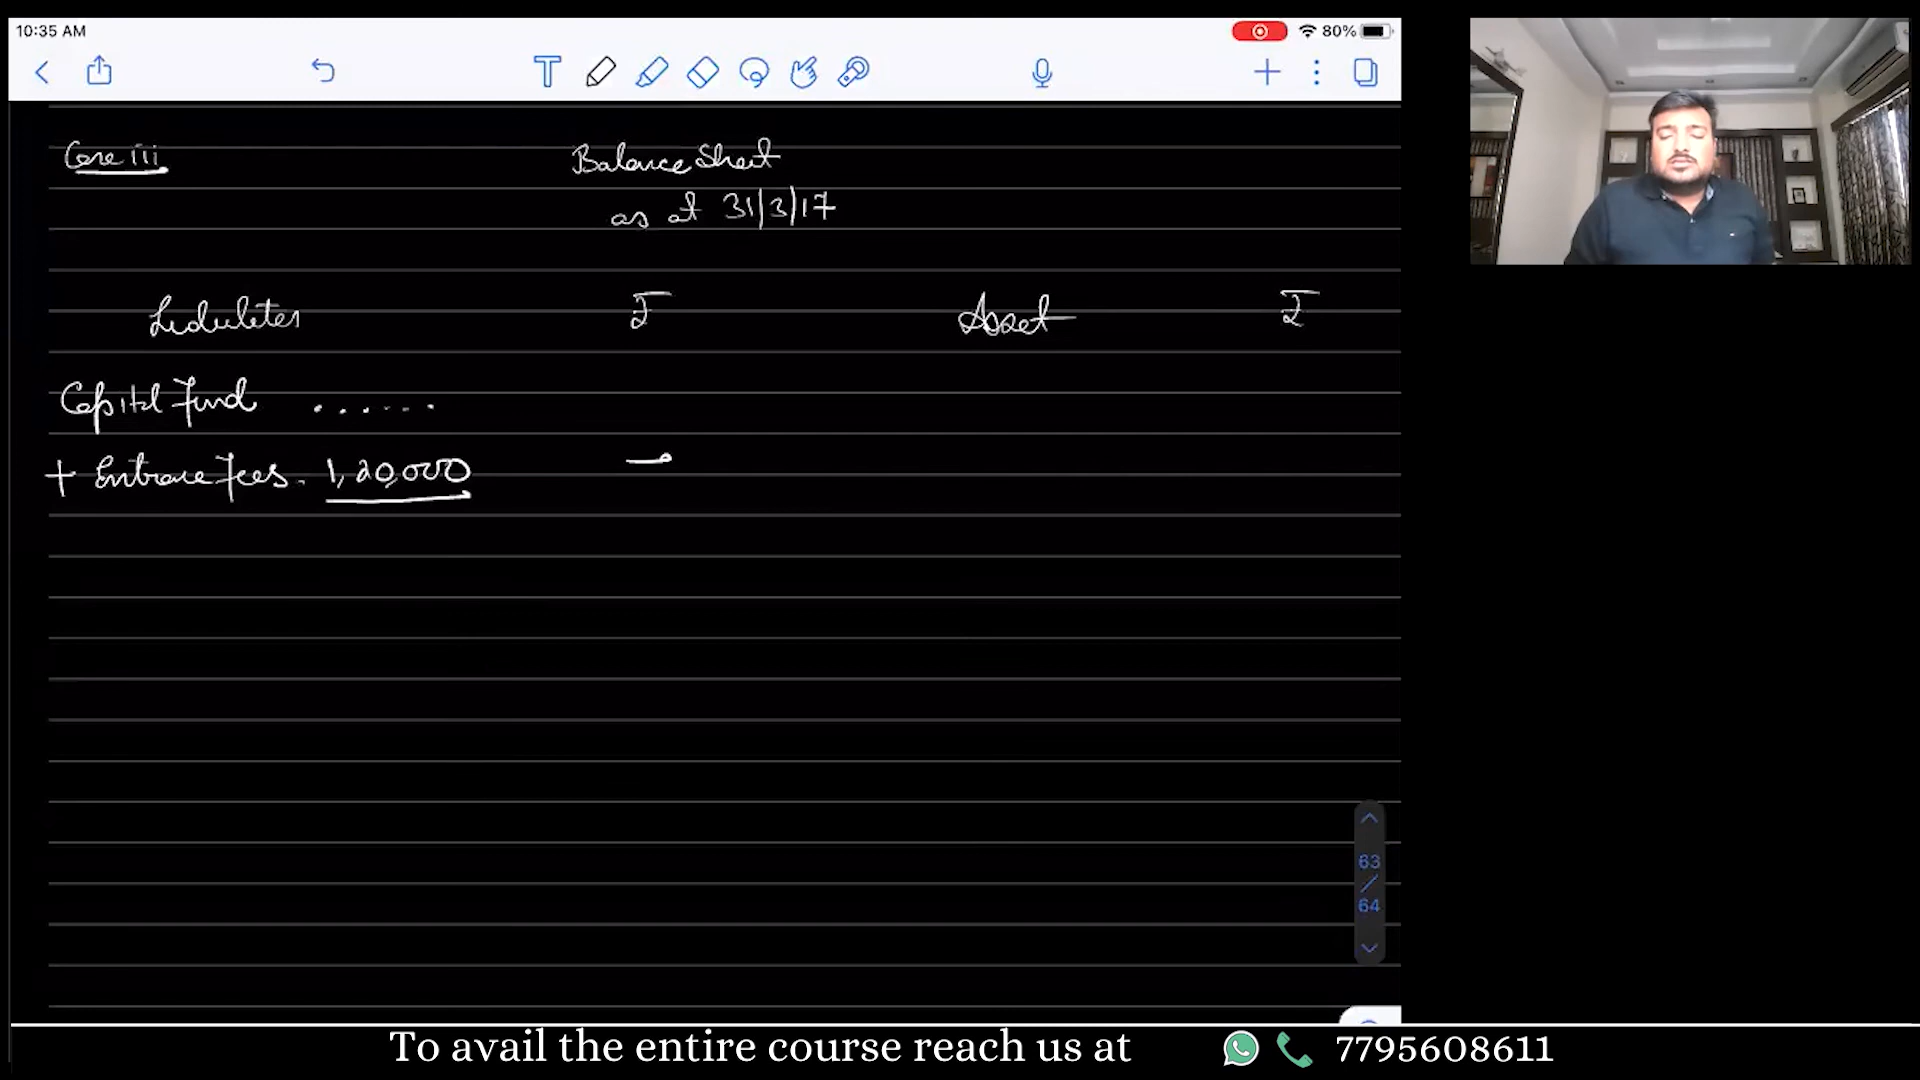 10:35 AM
80%
Case iii
Balance Sheet
as at 31/3/17
Liabilities ₹ Asset ₹
Capital Fund ......
+ Entrance Fees. 1,20,000 —
63
/
64
To avail the entire course reach us at 7795608611